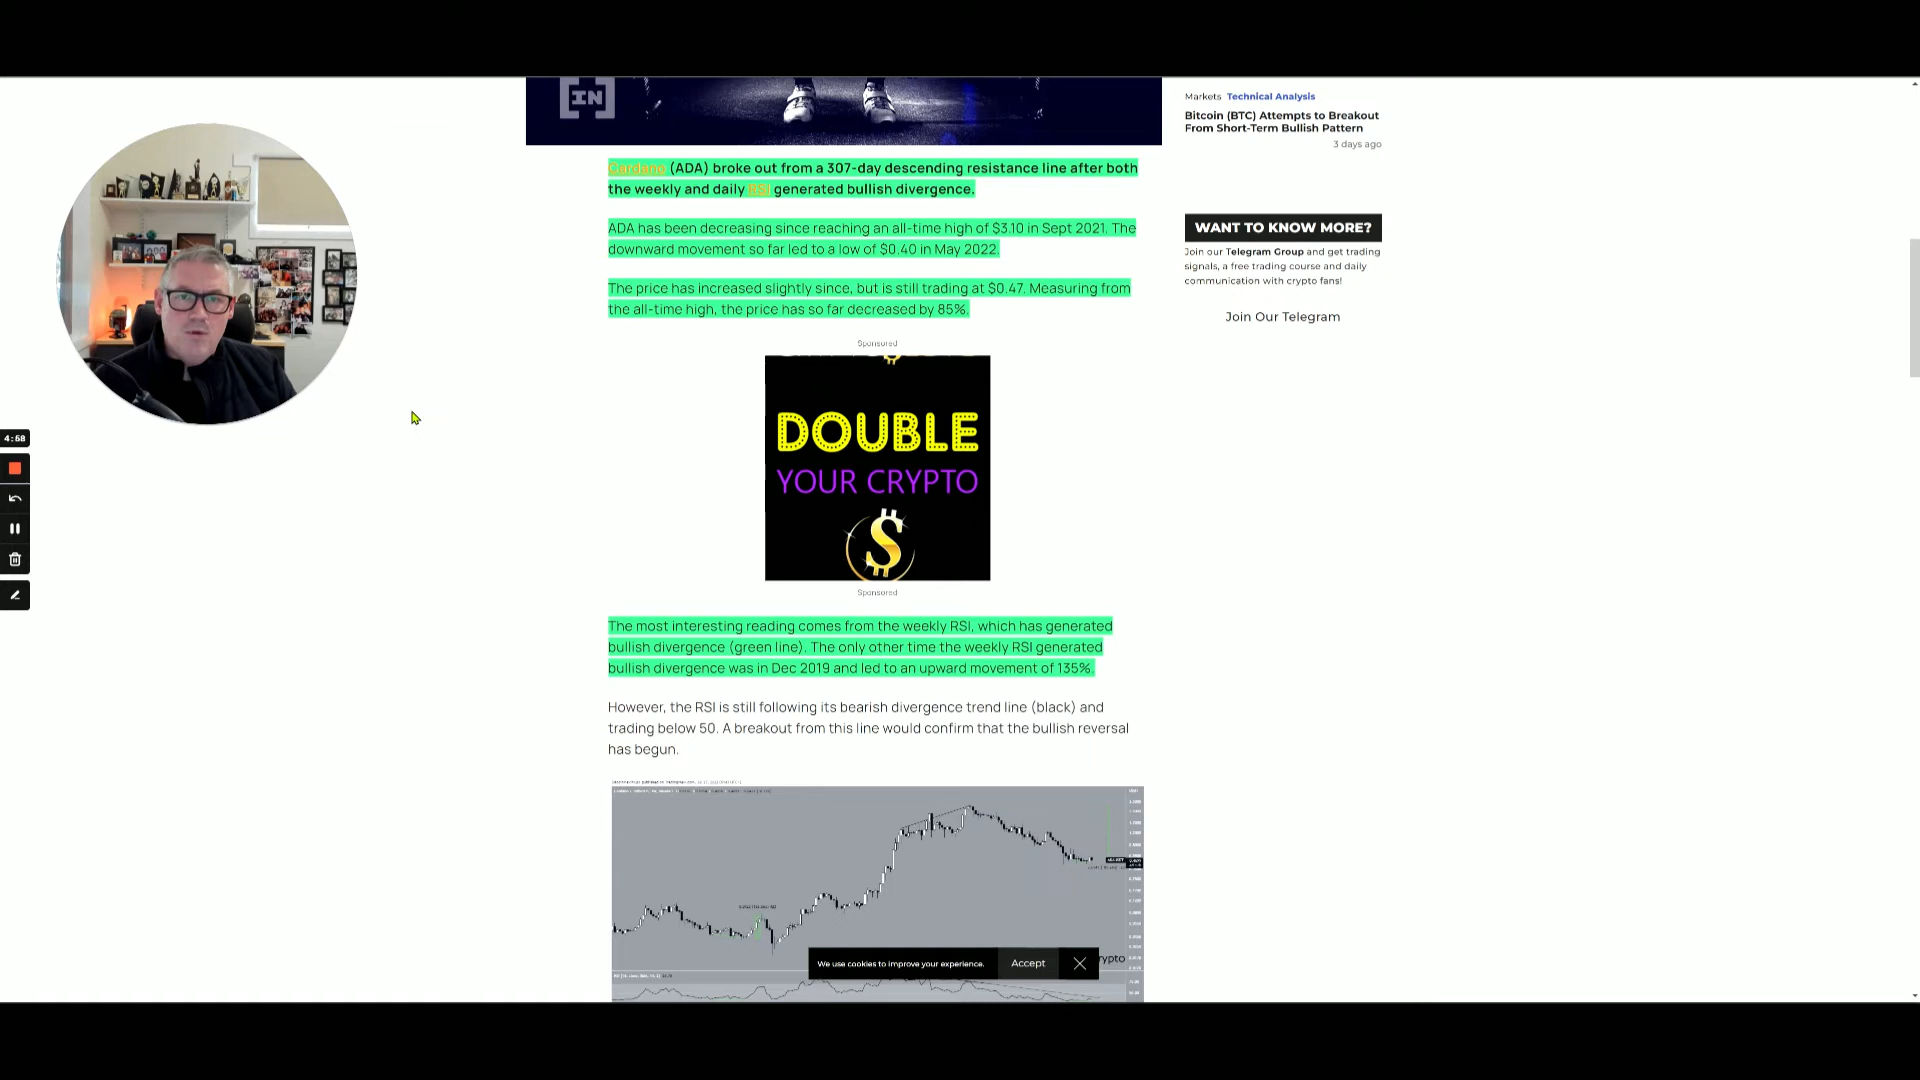 IN
Markets Technical Analysis
Bitcoin (BTC) Attempts to Breakout
From Short-Term Bullish Pattern
3 days ago
Cardano (ADA) broke out from a 307-day descending resistance line after both
the weekly and daily RSI generated bullish divergence.
ADA has been decreasing since reaching an all-time high of $3.10 in Sept 2021. The
downward movement so far led to a low of $0.40 in May 2022.
The price has increased slightly since, but is still trading at $0.47. Measuring from
the all-time high, the price has so far decreased by 85%.
WANT TO KNOW MORE?
Join our Telegram Group and get trading
signals, a free trading course and daily
communication with crypto fans!
Join Our Telegram
Sponsored
DOUBLE
YOUR CRYPTO
Sponsored
4:58
The most interesting reading comes from the weekly RSI, which has generated
bullish divergence (green line). The only other time the weekly RSI generated
bullish divergence was in Dec 2019 and led to an upward movement of 135%.
However, the RSI is still following its bearish divergence trend line (black) and
trading below 50. A breakout from this line would confirm that the bullish reversal
has begun.
We use cookies to improve your experience. Accept
rypto